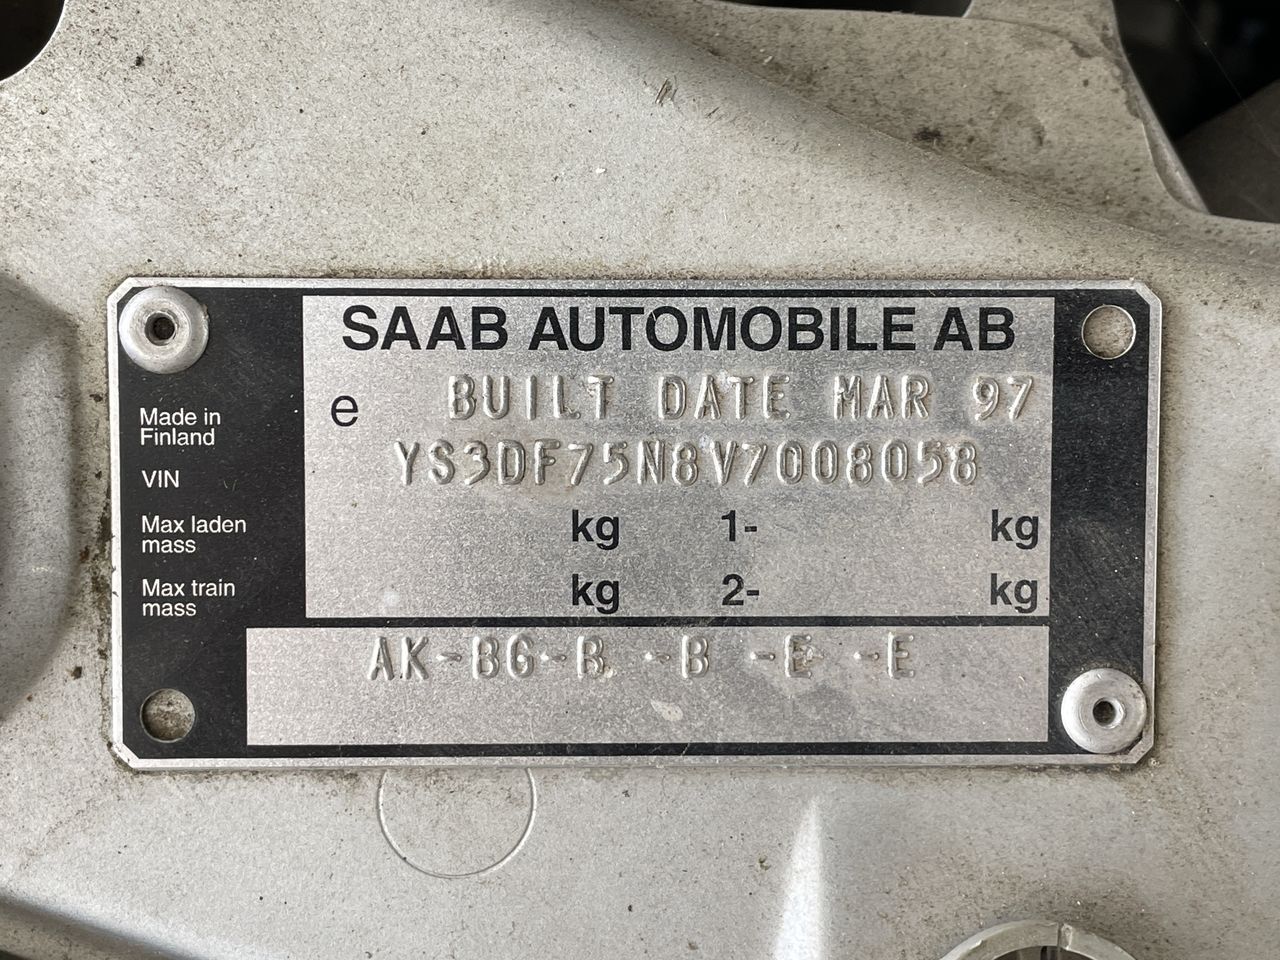 SAAB AUTOMOBILE AB
e BUILT DATE MAR 97
Made in
Finland
VIN YS3DF75N8V7008058
Max laden
mass
kg 1- kg
Max train
mass
kg 2- kg
AK-BG-B -B -E -E